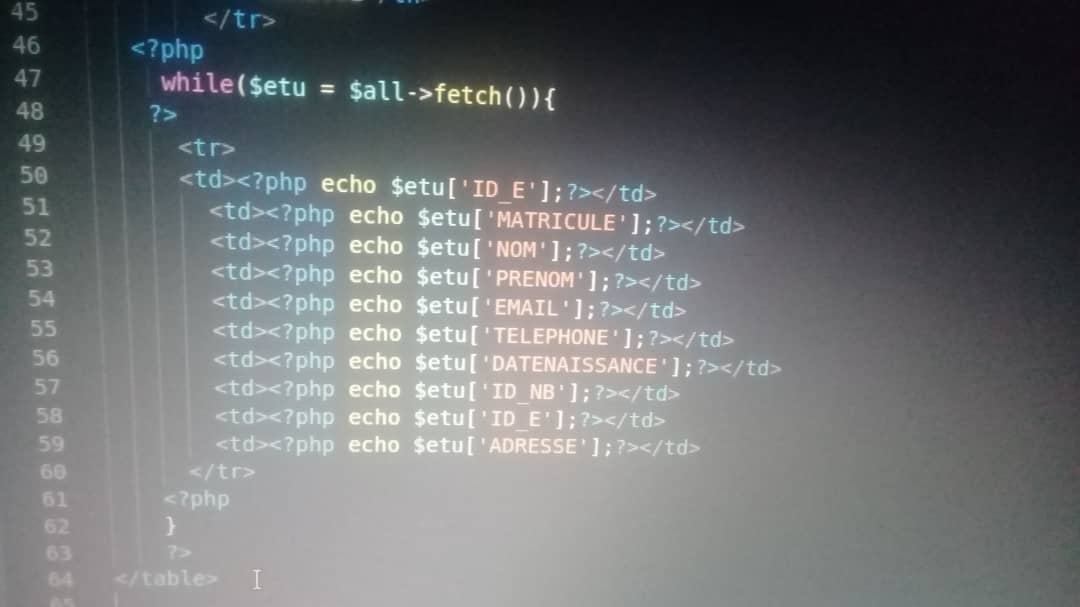 45 </tr>
46 <?php
47 while($etu = $all->fetch()){
48 ?>
49 <tr>
50 <td><?php echo $etu['ID_E'];?></td>
51 <td><?php echo $etu['MATRICULE'];?></td>
52 <td><?php echo $etu['NOM'];?></td>
53 <td><?php echo $etu['PRENOM'];?></td>
54 <td><?php echo $etu['EMAIL'];?></td>
55 <td><?php echo $etu['TELEPHONE'];?></td>
56 <td><?php echo $etu['DATENAISSANCE'];?></td>
57 <td><?php echo $etu['ID_NB'];?></td>
58 <td><?php echo $etu['ID_E'];?></td>
59 <td><?php echo $etu['ADRESSE'];?></td>
60 </tr>
61 <?php
62 }
63 ?>
64 </table>
65